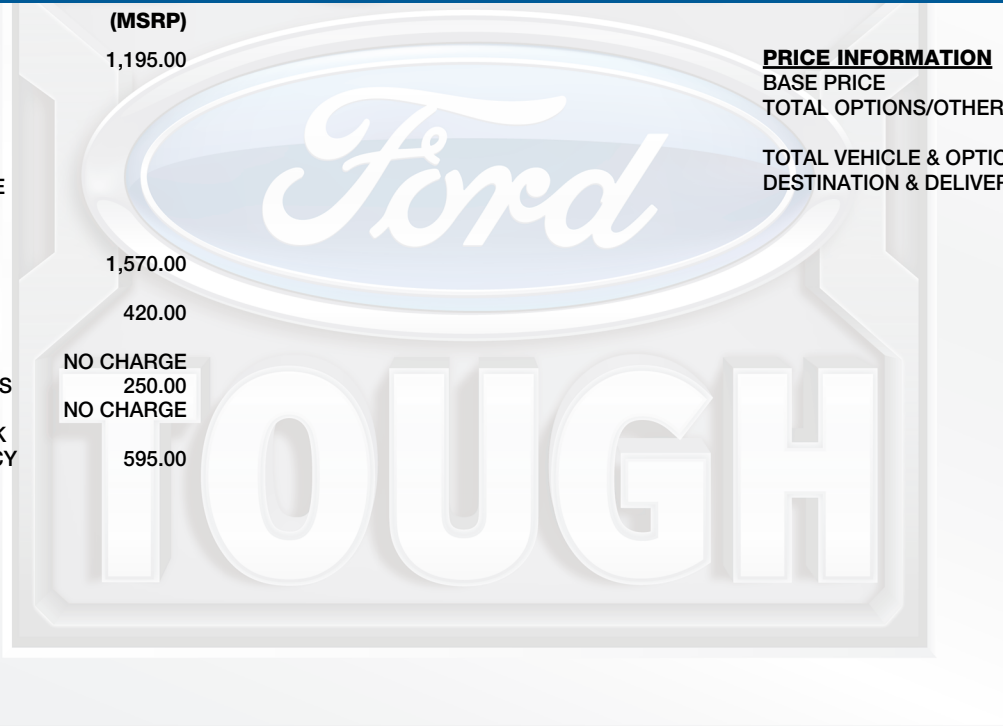 (MSRP)
1,195.00
E
1,570.00
420.00
NO CHARGE
S 250.00
NO CHARGE
K
CY 595.00
PRICE INFORMATION
BASE PRICE
TOTAL OPTIONS/OTHER
TOTAL VEHICLE & OPTIO
DESTINATION & DELIVER
Ford
TOUGH